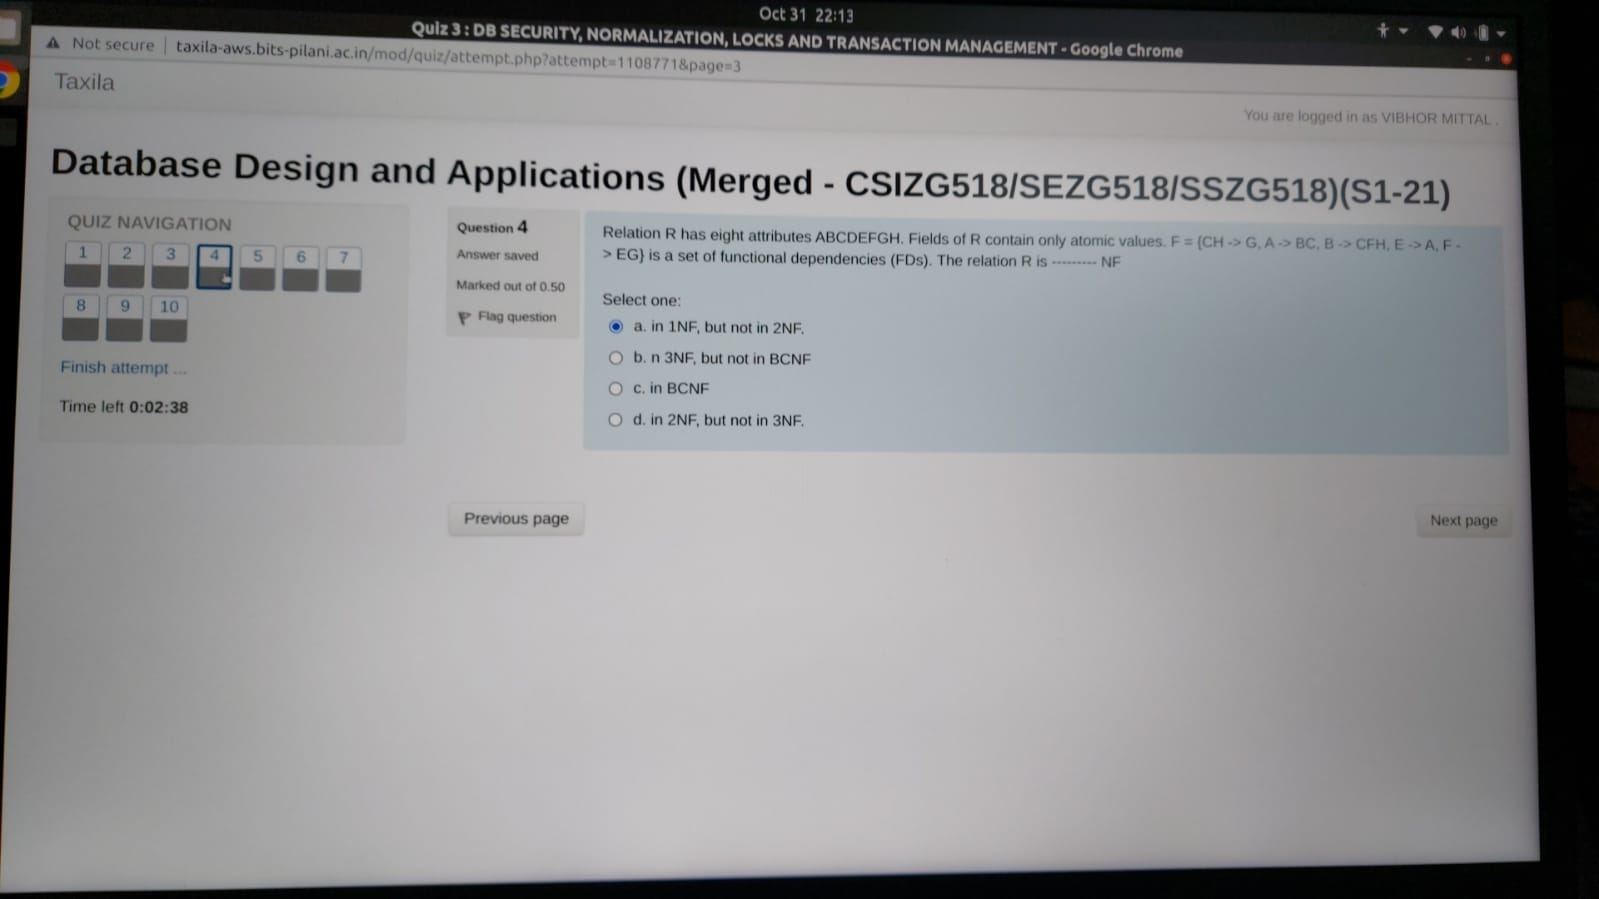 Oct 31 22:13
Quiz 3 : DB SECURITY, NORMALIZATION, LOCKS AND TRANSACTION MANAGEMENT - Google Chrome
Not secure | taxila-aws.bits-pilani.ac.in/mod/quiz/attempt.php?attempt=1108771&page=3
Taxila
You are logged in as VIBHOR MITTAL .
Database Design and Applications (Merged - CSIZG518/SEZG518/SSZG518)(S1-21)
QUIZ NAVIGATION
1 2 3 4 5 6 7
8 9 10
Finish attempt ...
Time left 0:02:38
Question 4
Answer saved
Marked out of 0.50
Flag question
Relation R has eight attributes ABCDEFGH. Fields of R contain only atomic values. F = {CH -> G, A -> BC, B -> CFH, E -> A, F -
> EG} is a set of functional dependencies (FDs). The relation R is --------- NF
Select one:
a. in 1NF, but not in 2NF.
b. n 3NF, but not in BCNF
c. in BCNF
d. in 2NF, but not in 3NF.
Previous page
Next page